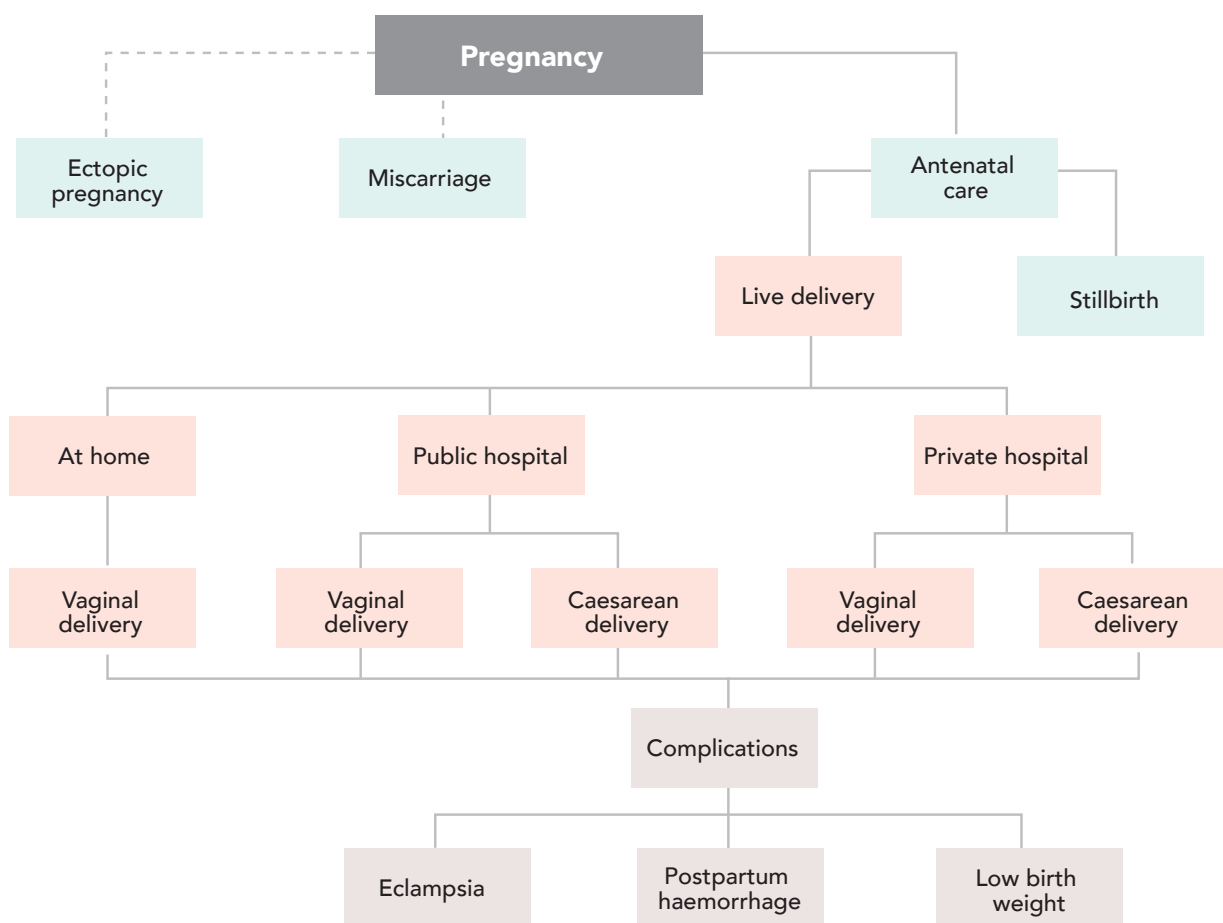 Pregnancy
Ectopic
pregnancy
Miscarriage
Antenatal
care
Live delivery
Stillbirth
At home
Public hospital
Private hospital
Vaginal
delivery
Vaginal
delivery
Caesarean
delivery
Vaginal
delivery
Caesarean
delivery
Complications
Eclampsia
Postpartum
haemorrhage
Low birth
weight